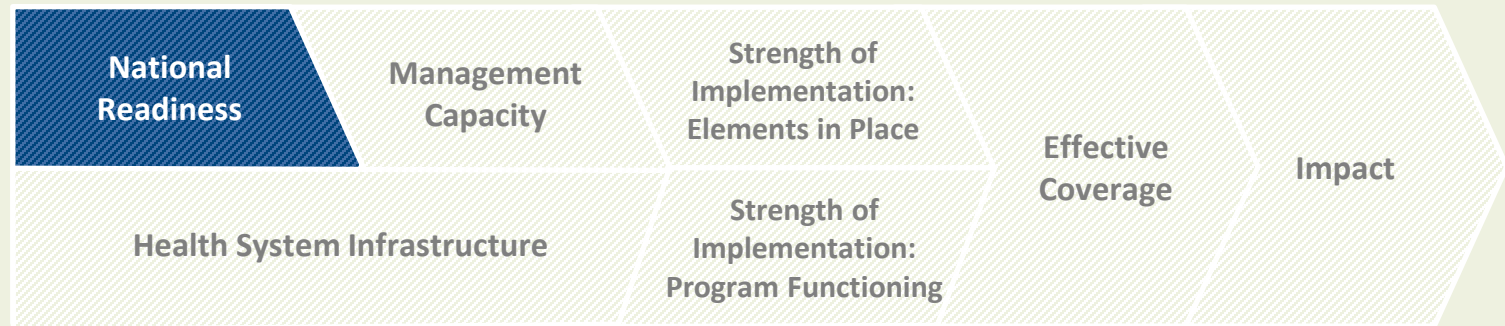 National
Readiness
Management
Capacity
Strength of
Implementation:
Elements in Place
Effective
Coverage
Impact
Health System Infrastructure
Strength of
Implementation:
Program Functioning